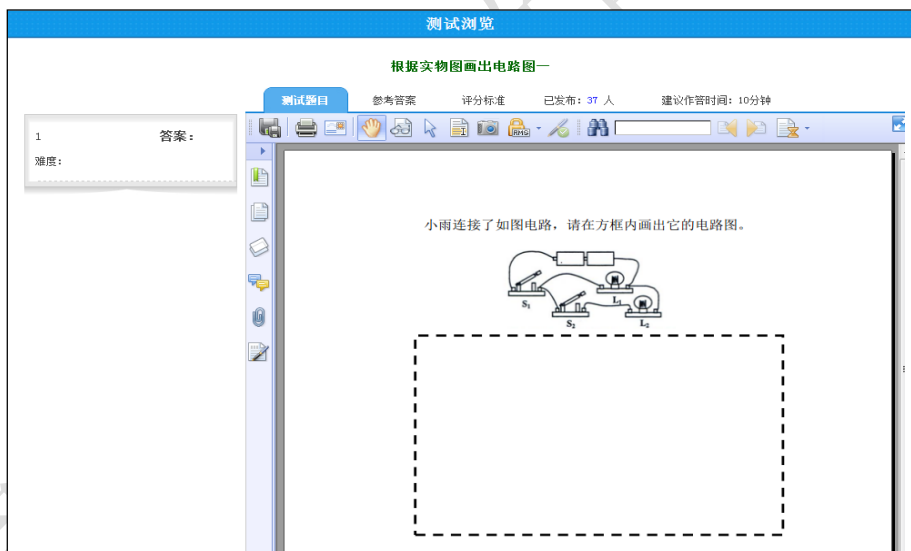 测试浏览
根据实物图画出电路图一
测试题目 参考答案 评分标准 已发布: 37 人 建议作答时间: 10分钟
1 答案:
难度:
小雨连接了如图电路，请在方框内画出它的电路图。
S₁ L₁
S₂ L₂